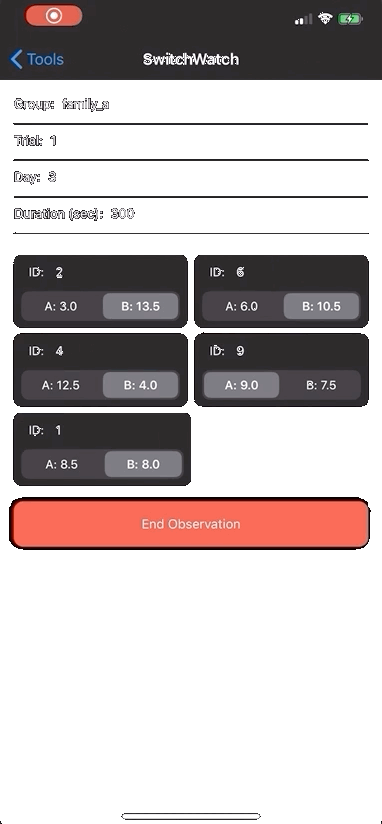 Tools
SwitchWatch
Group: family_a
Trial: 1
Day: 3
Duration (sec): 300
ID: 2
A: 3.0 B: 13.5
ID: 6
A: 6.0 B: 10.5
ID: 4
A: 12.5 B: 4.0
ID: 9
A: 9.0 B: 7.5
ID: 1
A: 8.5 B: 8.0
End Observation